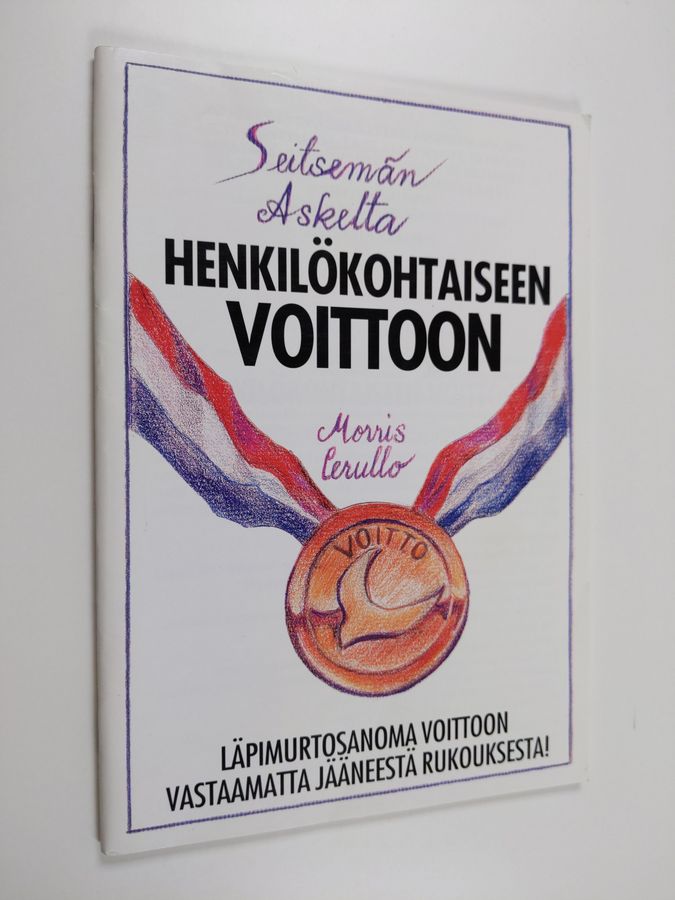 Seitsemän
Askelta
HENKILÖKOHTAISEEN
VOITTOON
Morris
Cerullo
VOITTO
LÄPIMURTOSANOMA VOITTOON
VASTAAMATTA JÄÄNEESTÄ RUKOUKSESTA!